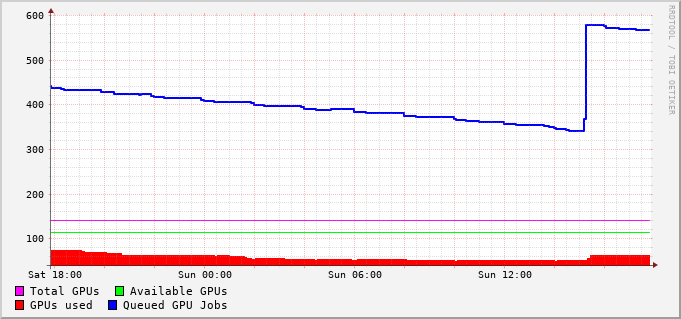 600
500
400
300
200
100
Sat 18:00 Sun 00:00 Sun 06:00 Sun 12:00
Total GPUs Available GPUs
GPUs used Queued GPU Jobs
RRDTOOL / TOBI OETIKER